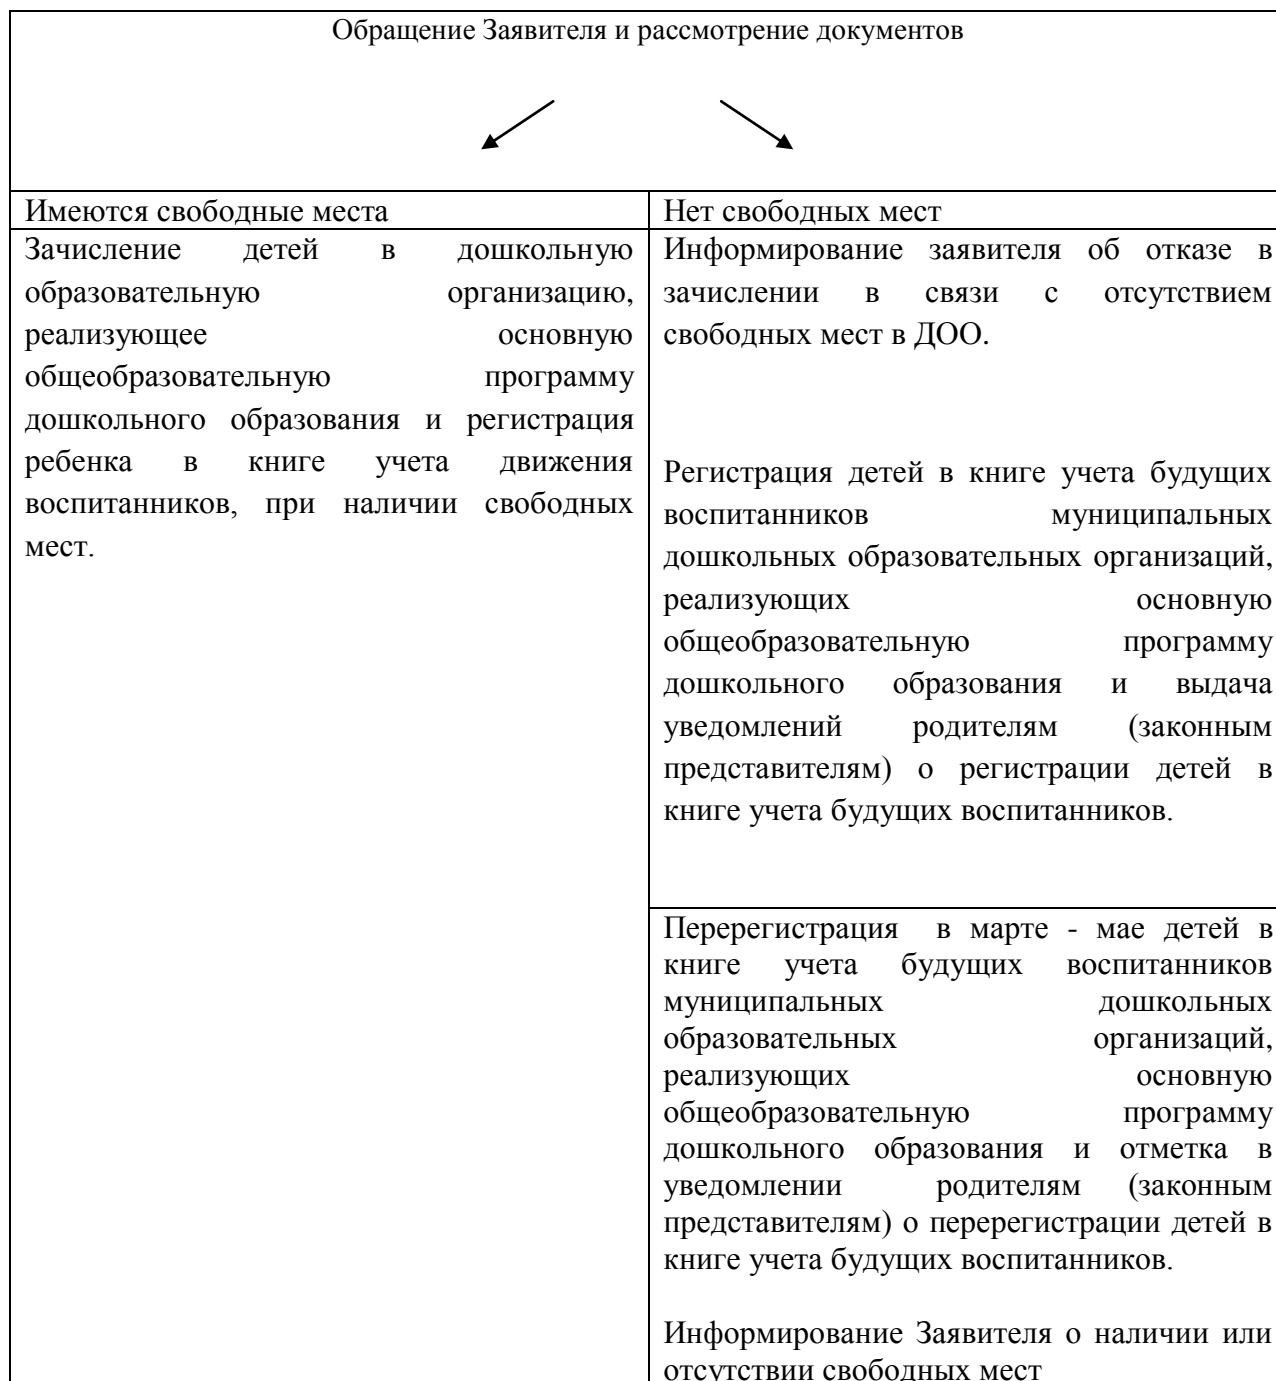 Обращение Заявителя и рассмотрение документов
Имеются свободные места
Зачисление детей в дошкольную
образовательную организацию,
реализующее основную
общеобразовательную программу
дошкольного образования и регистрация
ребенка в книге учета движения
воспитанников, при наличии свободных
мест.
Нет свободных мест
Информирование заявителя об отказе в
зачислении в связи с отсутствием
свободных мест в ДОО.
Регистрация детей в книге учета будущих
воспитанников муниципальных
дошкольных образовательных организаций,
реализующих основную
общеобразовательную программу
дошкольного образования и выдача
уведомлений родителям (законным
представителям) о регистрации детей в
книге учета будущих воспитанников.
Перерегистрация в марте - мае детей в
книге учета будущих воспитанников
муниципальных дошкольных
образовательных организаций,
реализующих основную
общеобразовательную программу
дошкольного образования и отметка в
уведомлении родителям (законным
представителям) о перерегистрации детей в
книге учета будущих воспитанников.
Информирование Заявителя о наличии или
отсутствии свободных мест